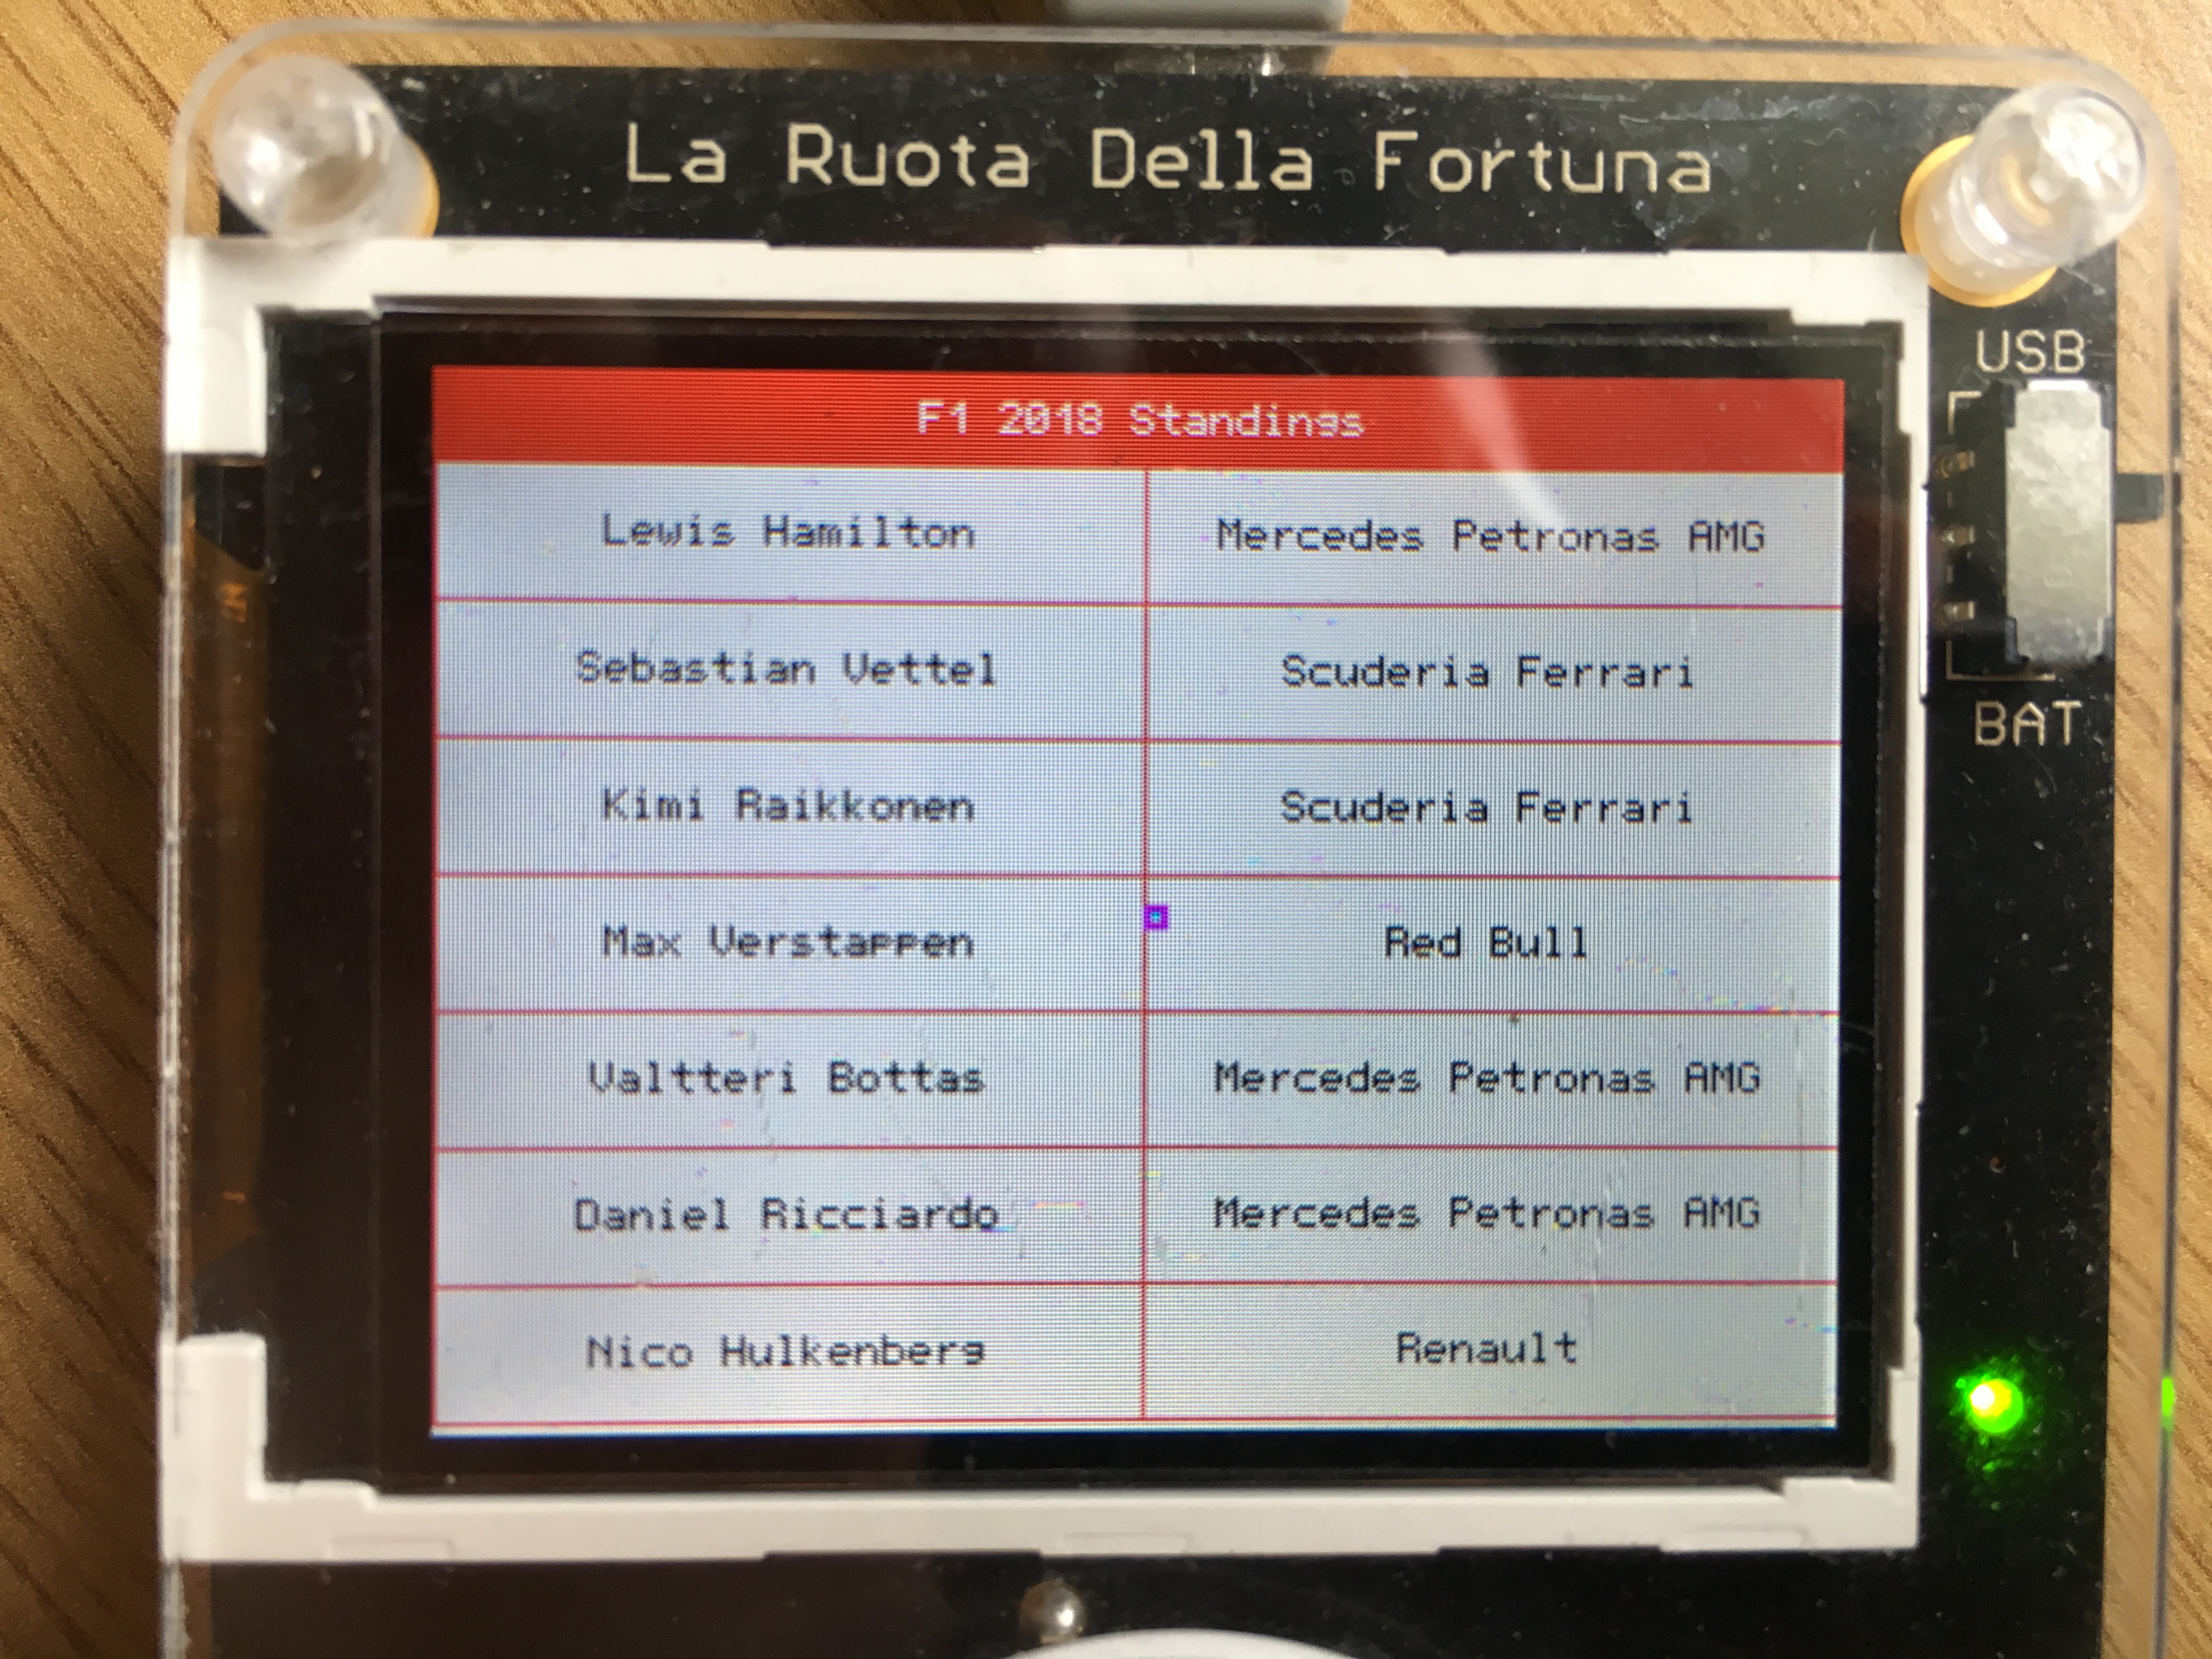 La Ruota Della Fortuna
USB
BAT
F1 2018 Standings
Lewis Hamilton Mercedes Petronas AMG
Sebastian Vettel Scuderia Ferrari
Kimi Raikkonen Scuderia Ferrari
Max Verstappen Red Bull
Valtteri Bottas Mercedes Petronas AMG
Daniel Ricciardo Mercedes Petronas AMG
Nico Hulkenberg Renault